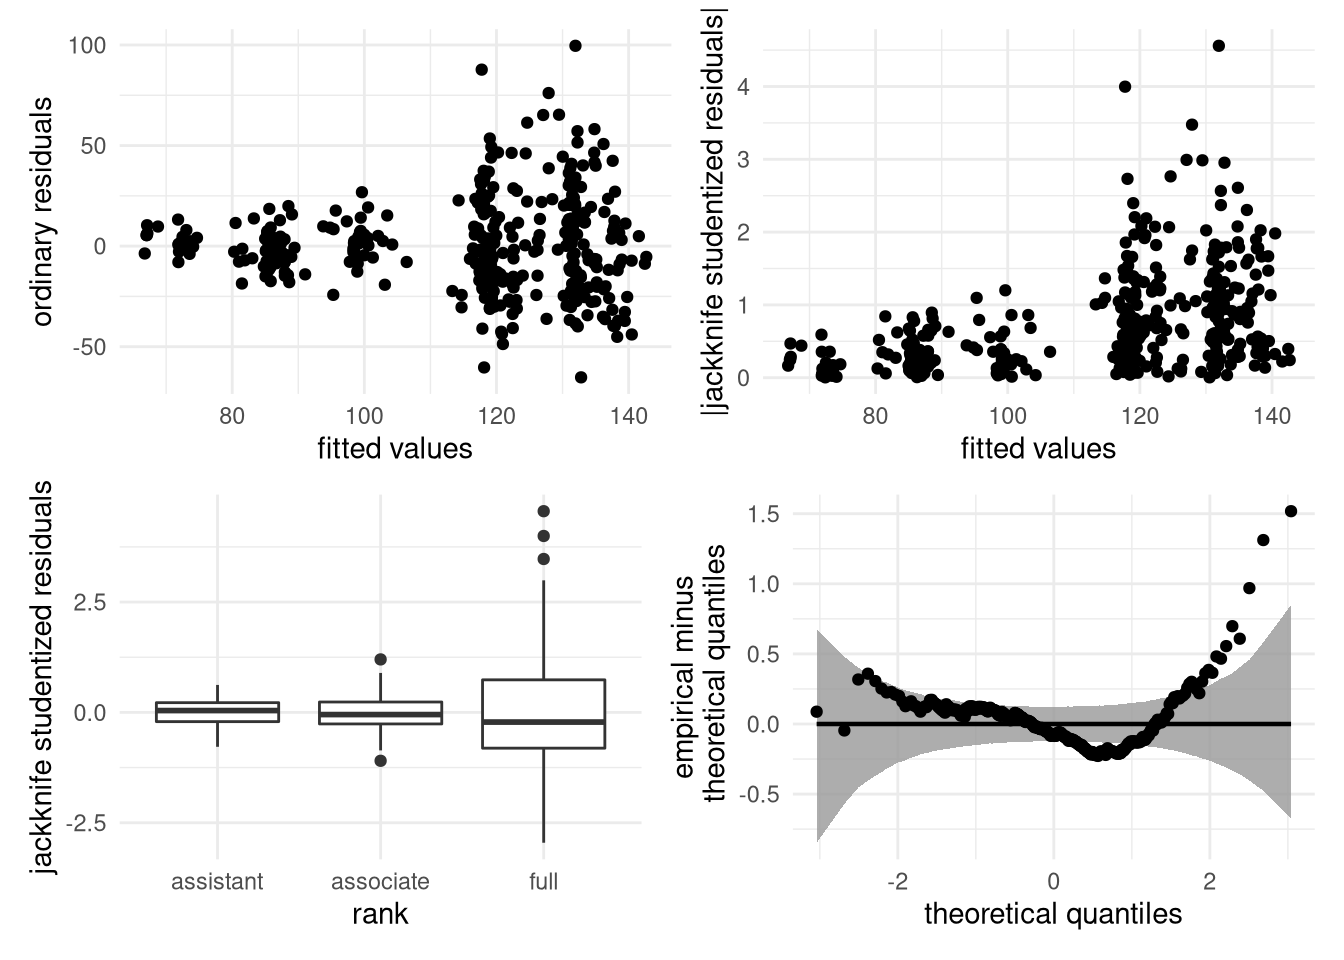 ordinary residuals
100
50
0
-50
80
100
120
140
fitted values
|jackknife studentized residuals|
4
3
2
1
0
80
100
120
140
fitted values
jackknife studentized residuals
2.5
0.0
-2.5
assistant
associate
full
rank
empirical minus
theoretical quantiles
1.5
1.0
0.5
0.0
-0.5
-2
0
2
theoretical quantiles